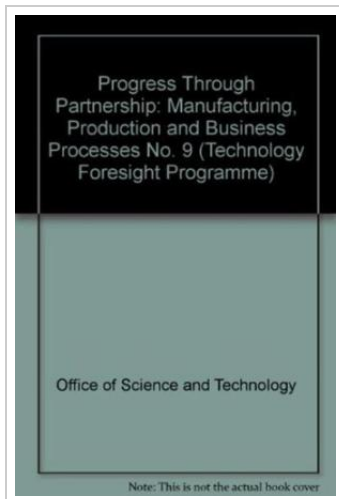 Progress Through
Partnership: Manufacturing,
Production and Business
Processes No. 9 (Technology
Foresight Programme)
Office of Science and Technology
Note: This is not the actual book cover